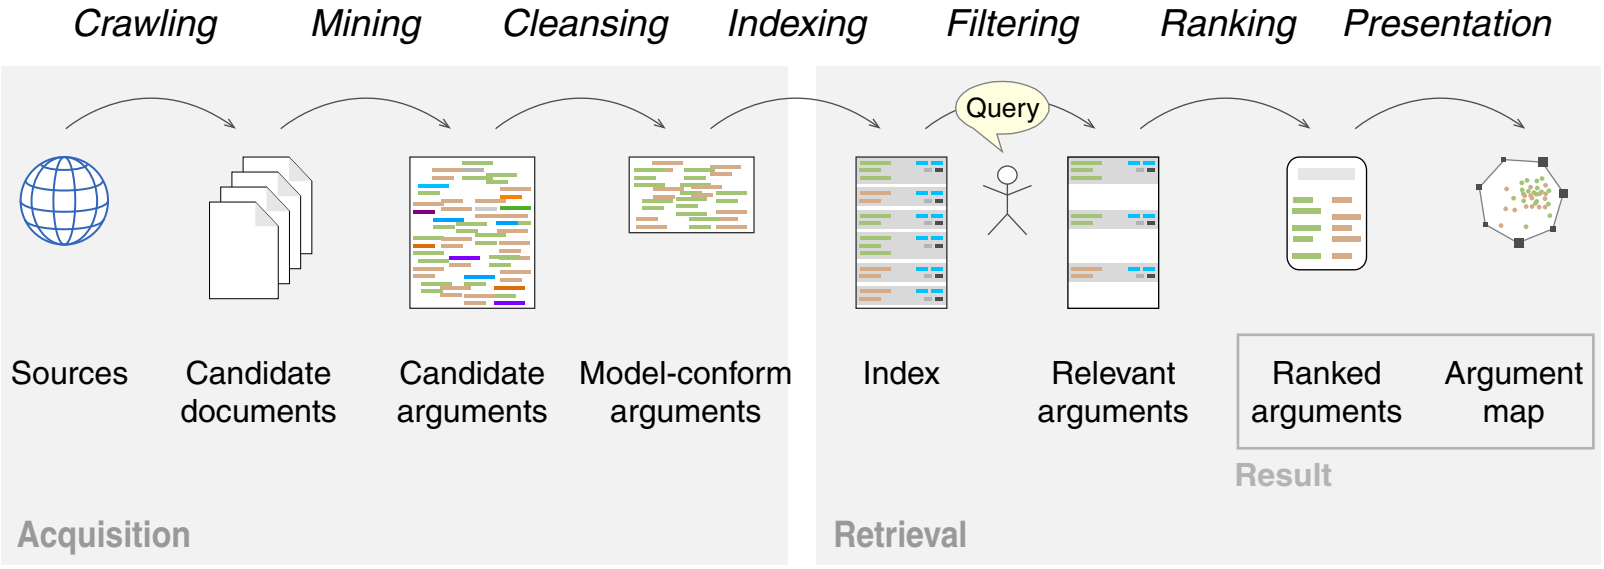 Crawling Mining Cleansing Indexing Filtering Ranking Presentation
Query
Sources
Candidate
documents
Candidate
arguments
Model-conform
arguments
Index
Relevant
arguments
Ranked
arguments
Argument
map
Result
Acquisition
Retrieval